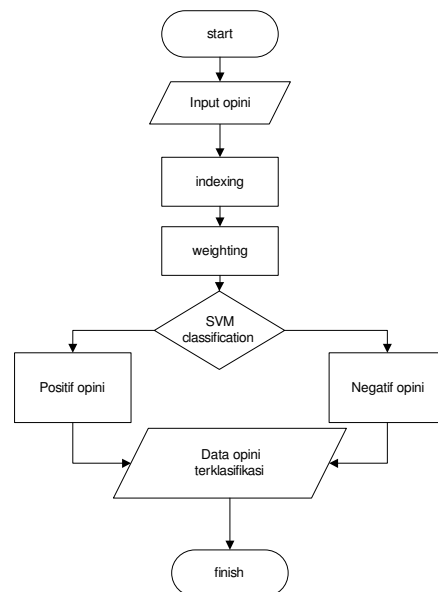 start
Input opini
indexing
weighting
SVM
classification
Positif opini
Negatif opini
Data opini
terklasifikasi
finish